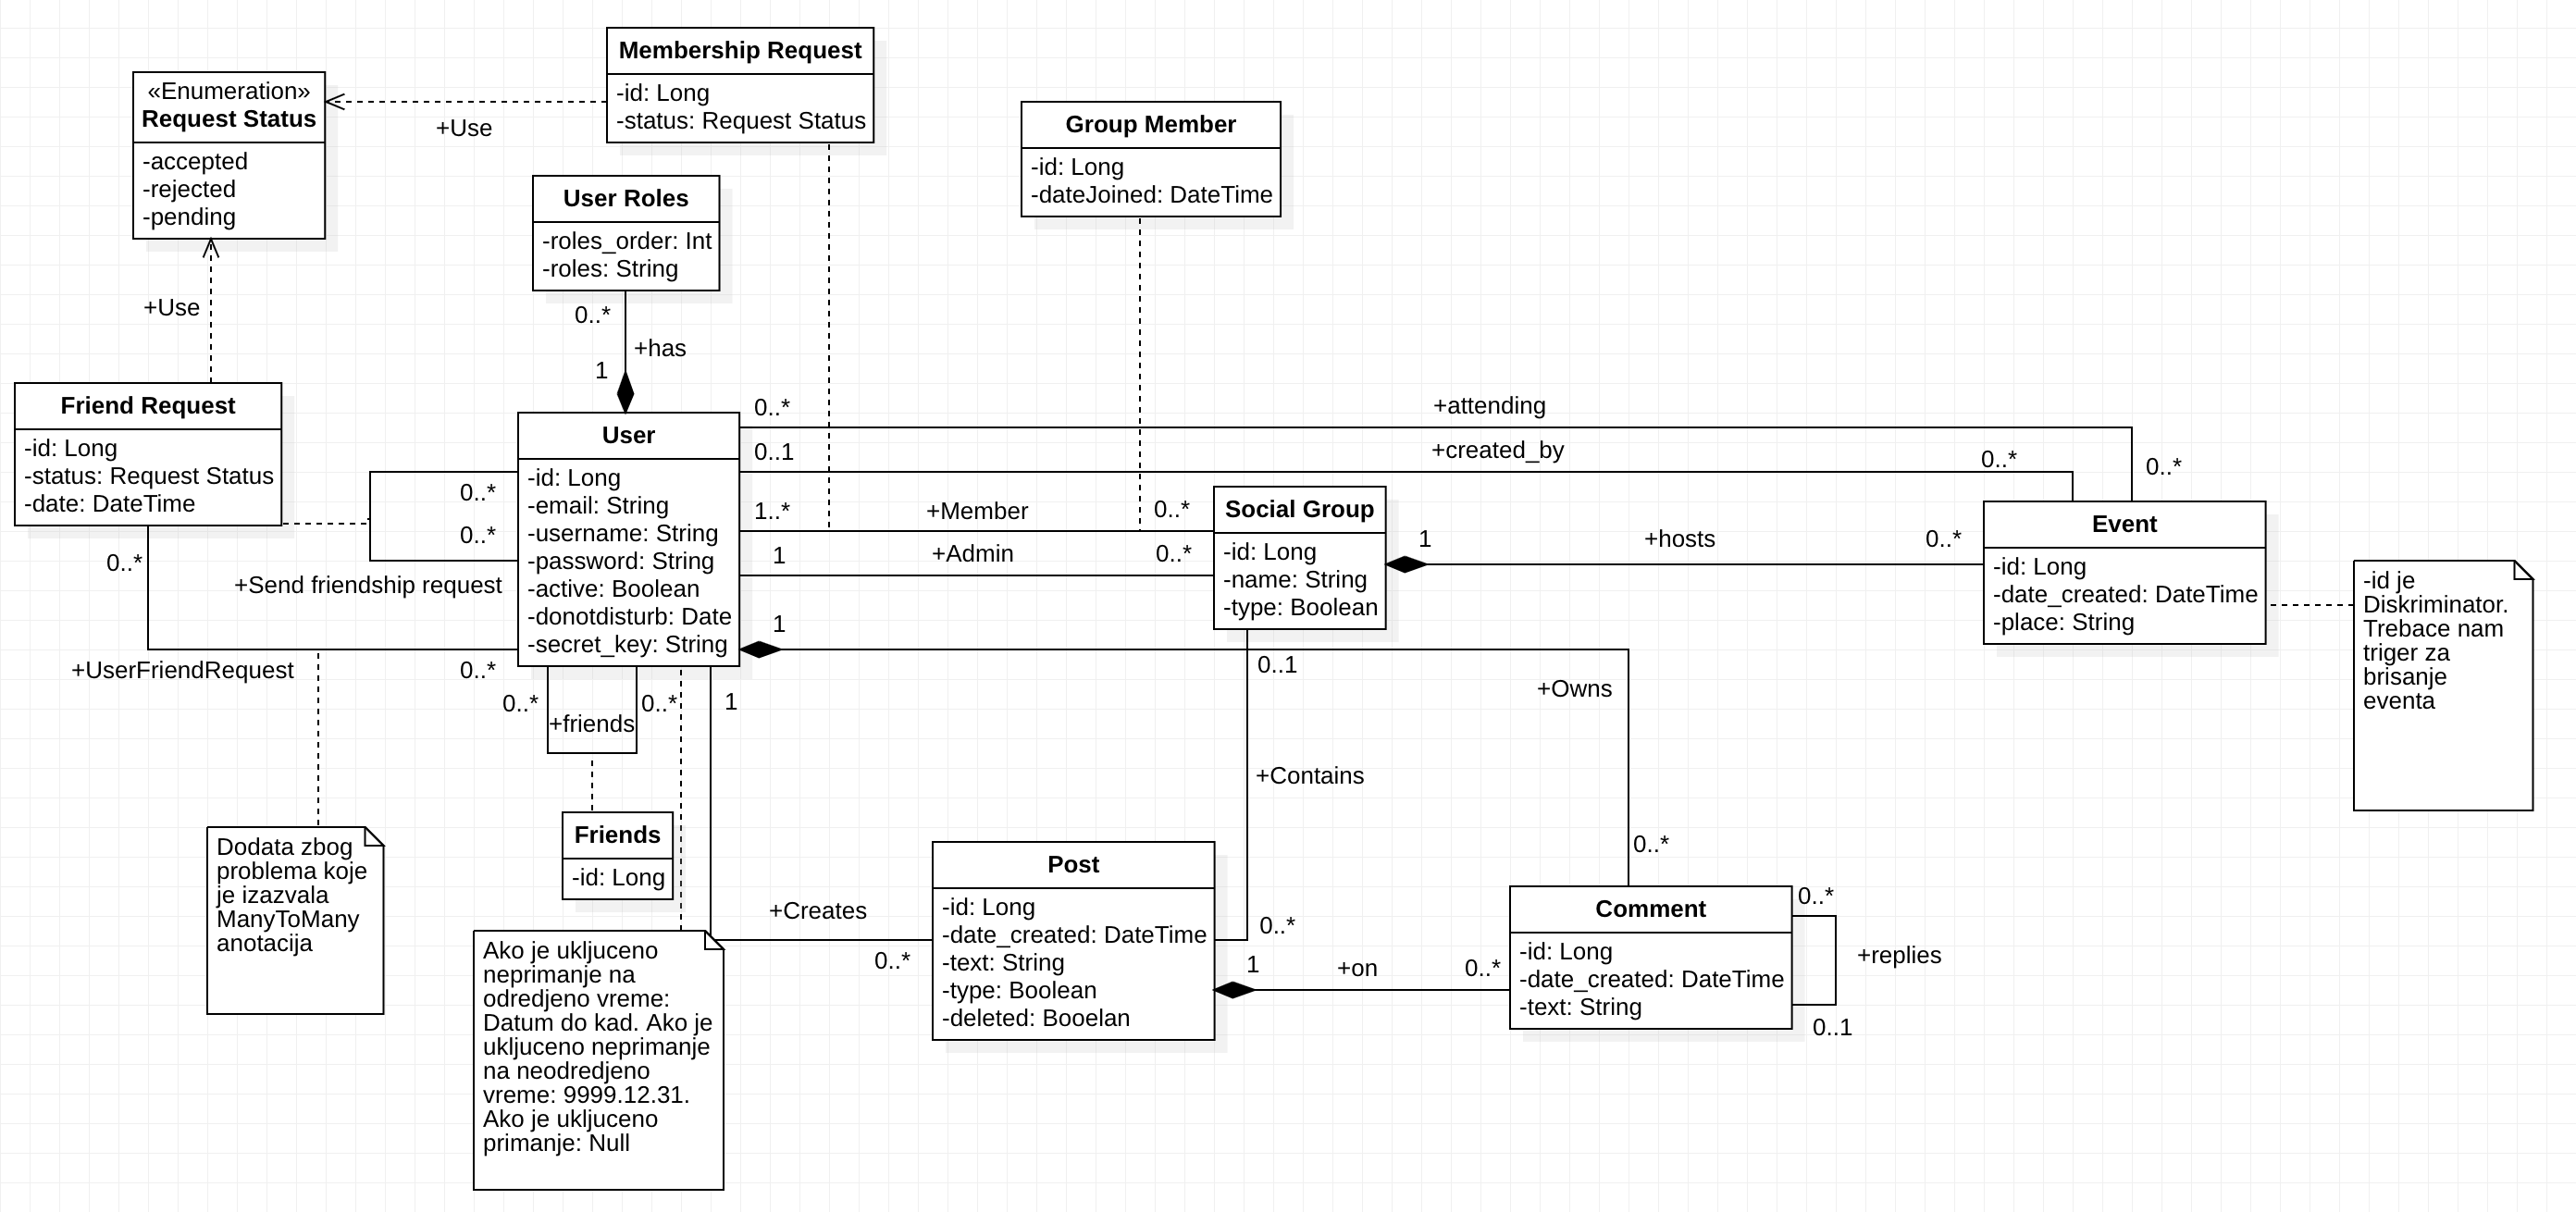 Membership Request
-id: Long
-status: Request Status
«Enumeration»
Request Status
-accepted
-rejected
-pending
+Use
Group Member
-id: Long
-dateJoined: DateTime
User Roles
-roles_order: Int
-roles: String
+Use
0..*
+has
1
Friend Request
-id: Long
-status: Request Status
-date: DateTime
User
-id: Long
-email: String
-username: String
-password: String
-active: Boolean
-donotdisturb: Date
-secret_key: String
0..*
+attending
0..*
0..1
+created_by
0..*
0..*
0..*
+Send friendship request
1..*
+Member
0..*
1
+Admin
0..*
Social Group
-id: Long
-name: String
-type: Boolean
1
+hosts
0..*
Event
-id: Long
-date_created: DateTime
-place: String
-id je
Diskriminator.
Trebace nam
triger za
brisanje
eventa
0..*
+UserFriendRequest
0..*
1
+Owns
0..*
0..*
+friends
0..*
1
0..1
+Contains
0..*
Friends
-id: Long
Dodata zbog
problema koje
je izazvala
ManyToMany
anotacija
+Creates
0..*
Post
-id: Long
-date_created: DateTime
-text: String
-type: Boolean
-deleted: Booelan
1
+on
0..*
Comment
-id: Long
-date_created: DateTime
-text: String
0..*
+replies
0..1
Ako je ukljuceno
neprimanje na
odredjeno vreme:
Datum do kad. Ako je
ukljuceno neprimanje
na neodredjeno
vreme: 9999.12.31.
Ako je ukljuceno
primanje: Null